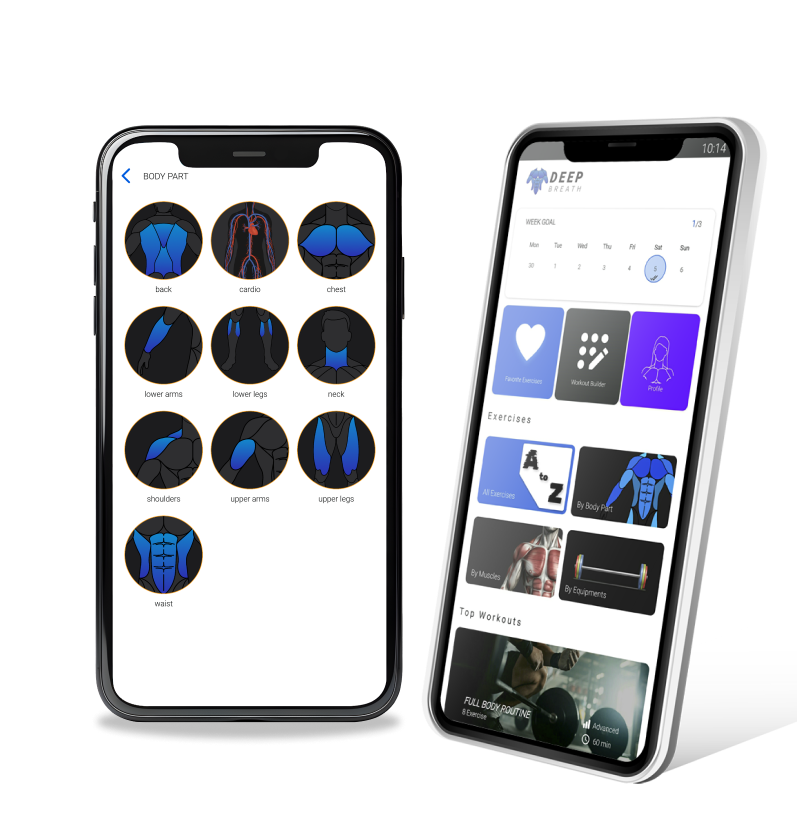 BODY PART
back
cardio
chest
lower arms
lower legs
neck
shoulders
upper arms
upper legs
waist
10:14
DEEP
BREATH
WEEK GOAL
1/3
Mon Tue Wed Thu Fri Sat Sun
30 1 2 3 4 5 6
Favorite Exercises
Workout Builder
Profile
Exercises
All Exercises
A to Z
By Body Part
By Muscles
By Equipments
Top Workouts
FULL BODY ROUTINE
8 Exercise
Advanced
60 min